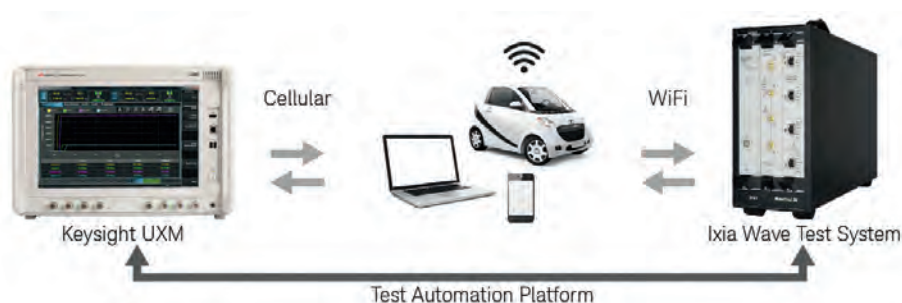 Cellular
WiFi
Keysight UXM
Ixia Wave Test System
Test Automation Platform